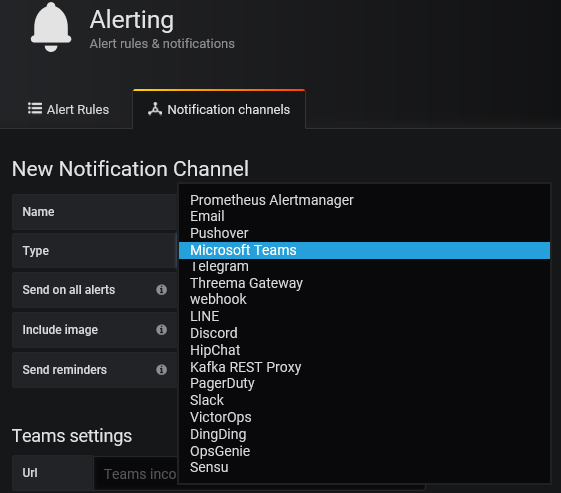 Alerting
Alert rules & notifications
Alert Rules
Notification channels
New Notification Channel
Name
Type
Send on all alerts
Include image
Send reminders
Prometheus Alertmanager
Email
Pushover
Microsoft Teams
Telegram
Threema Gateway
webhook
LINE
Discord
HipChat
Kafka REST Proxy
PagerDuty
Slack
VictorOps
DingDing
OpsGenie
Sensu
Teams settings
Url
Teams inco